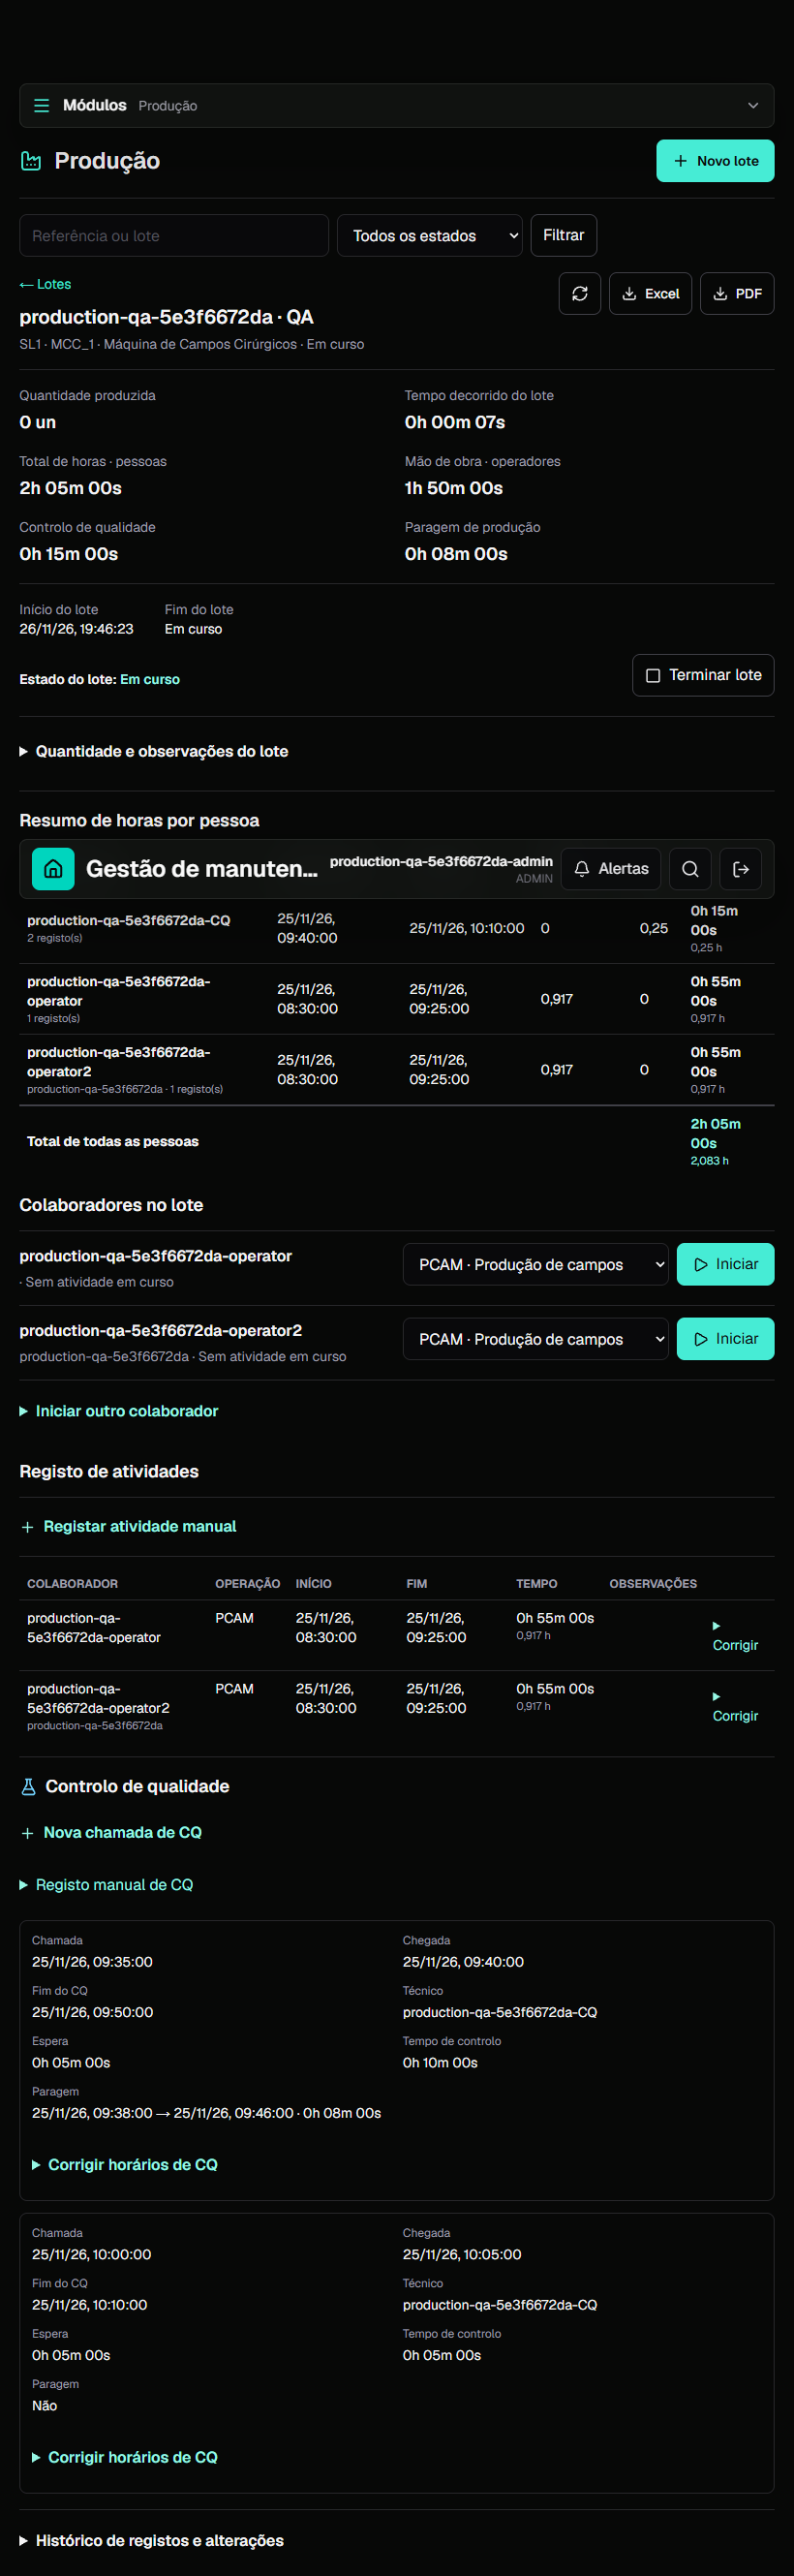 Módulos Produção
Produção
Novo lote
Referência ou lote
Todos os estados
Filtrar
← Lotes
Excel
PDF
production-qa-5e3f6672da · QA
SL1 · MCC_1 · Máquina de Campos Cirúrgicos · Em curso
Quantidade produzida
0 un
Tempo decorrido do lote
0h 00m 07s
Total de horas · pessoas
2h 05m 00s
Mão de obra · operadores
1h 50m 00s
Controlo de qualidade
0h 15m 00s
Paragem de produção
0h 08m 00s
Início do lote
26/11/26, 19:46:23
Fim do lote
Em curso
Estado do lote: Em curso
Terminar lote
Quantidade e observações do lote
Resumo de horas por pessoa
Gestão de manuten...
production-qa-5e3f6672da-admin
ADMIN
Alertas
production-qa-5e3f6672da-CQ
2 registo(s)
25/11/26,
09:40:00
25/11/26, 10:10:00
0
0,25
0h 15m
00s
0,25 h
production-qa-5e3f6672da-
operator
1 registo(s)
25/11/26,
08:30:00
25/11/26,
09:25:00
0,917
0
0h 55m
00s
0,917 h
production-qa-5e3f6672da-
operator2
production-qa-5e3f6672da · 1 registo(s)
25/11/26,
08:30:00
25/11/26,
09:25:00
0,917
0
0h 55m
00s
0,917 h
Total de todas as pessoas
2h 05m
00s
2,083 h
Colaboradores no lote
production-qa-5e3f6672da-operator
· Sem atividade em curso
PCAM · Produção de campos
Iniciar
production-qa-5e3f6672da-operator2
production-qa-5e3f6672da · Sem atividade em curso
PCAM · Produção de campos
Iniciar
Iniciar outro colaborador
Registo de atividades
Registar atividade manual
COLABORADOR
OPERAÇÃO
INÍCIO
FIM
TEMPO
OBSERVAÇÕES
production-qa-
5e3f6672da-operator
PCAM
25/11/26,
08:30:00
25/11/26,
09:25:00
0h 55m 00s
0,917 h
Corrigir
production-qa-
5e3f6672da-operator2
production-qa-5e3f6672da
PCAM
25/11/26,
08:30:00
25/11/26,
09:25:00
0h 55m 00s
0,917 h
Corrigir
Controlo de qualidade
Nova chamada de CQ
Registo manual de CQ
Chamada
25/11/26, 09:35:00
Chegada
25/11/26, 09:40:00
Fim do CQ
25/11/26, 09:50:00
Técnico
production-qa-5e3f6672da-CQ
Espera
0h 05m 00s
Tempo de controlo
0h 10m 00s
Paragem
25/11/26, 09:38:00 → 25/11/26, 09:46:00 · 0h 08m 00s
Corrigir horários de CQ
Chamada
25/11/26, 10:00:00
Chegada
25/11/26, 10:05:00
Fim do CQ
25/11/26, 10:10:00
Técnico
production-qa-5e3f6672da-CQ
Espera
0h 05m 00s
Tempo de controlo
0h 05m 00s
Paragem
Não
Corrigir horários de CQ
Histórico de registos e alterações